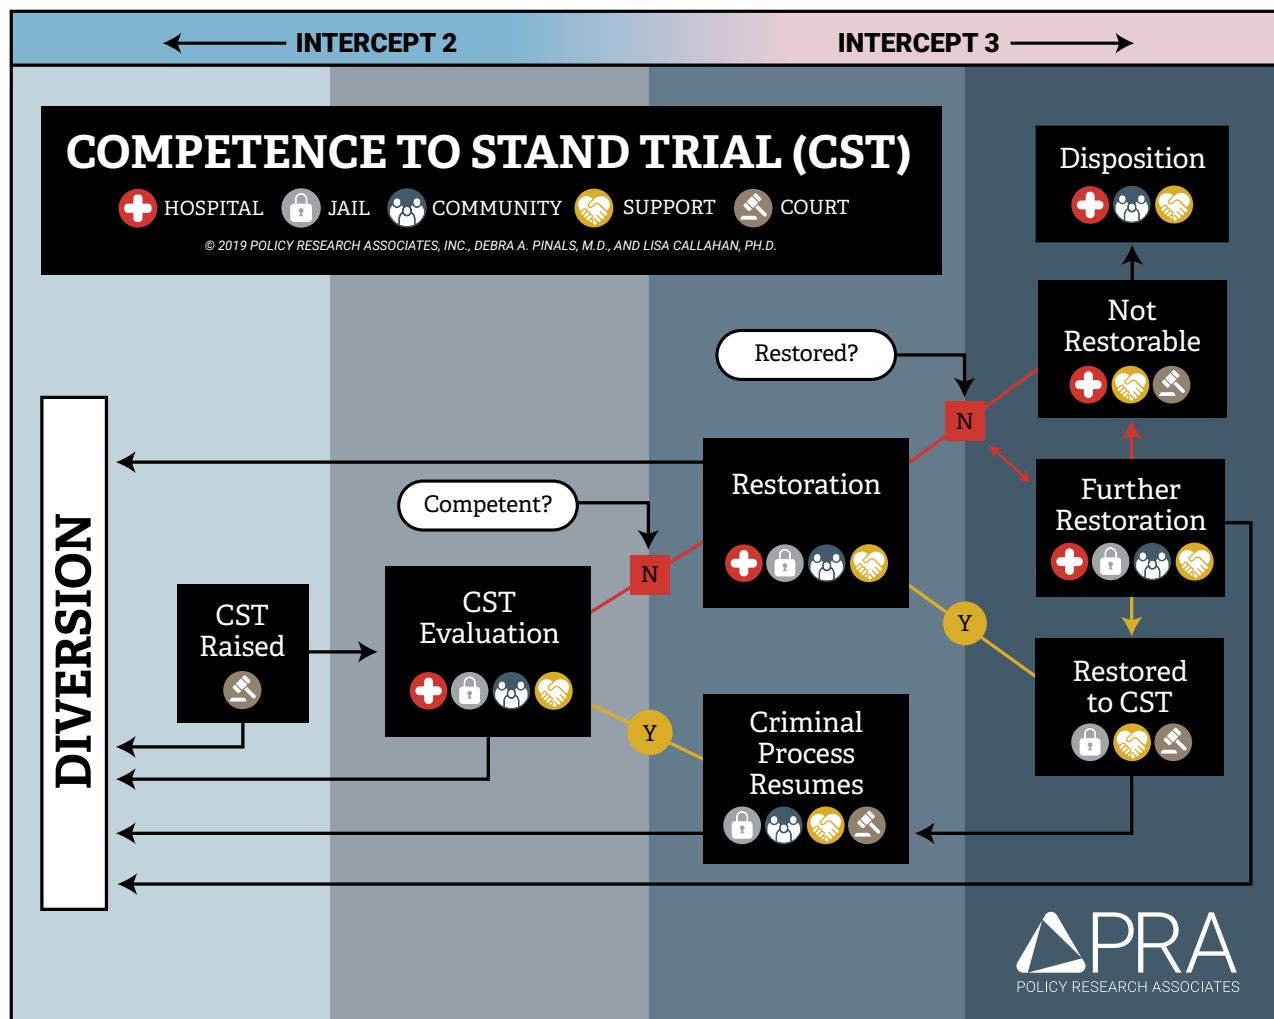 INTERCEPT 2
INTERCEPT 3
COMPETENCE TO STAND TRIAL (CST)
HOSPITAL JAIL COMMUNITY SUPPORT COURT
© 2019 POLICY RESEARCH ASSOCIATES, INC., DEBRA A. PINALS, M.D., AND LISA CALLAHAN, PH.D.
Disposition
Not
Restorable
Restored?
N
Restoration
Further
Restoration
Competent?
N
DIVERSION
CST
Raised
CST
Evaluation
Y
Restored
to CST
Y
Criminal
Process
Resumes
PRA
POLICY RESEARCH ASSOCIATES